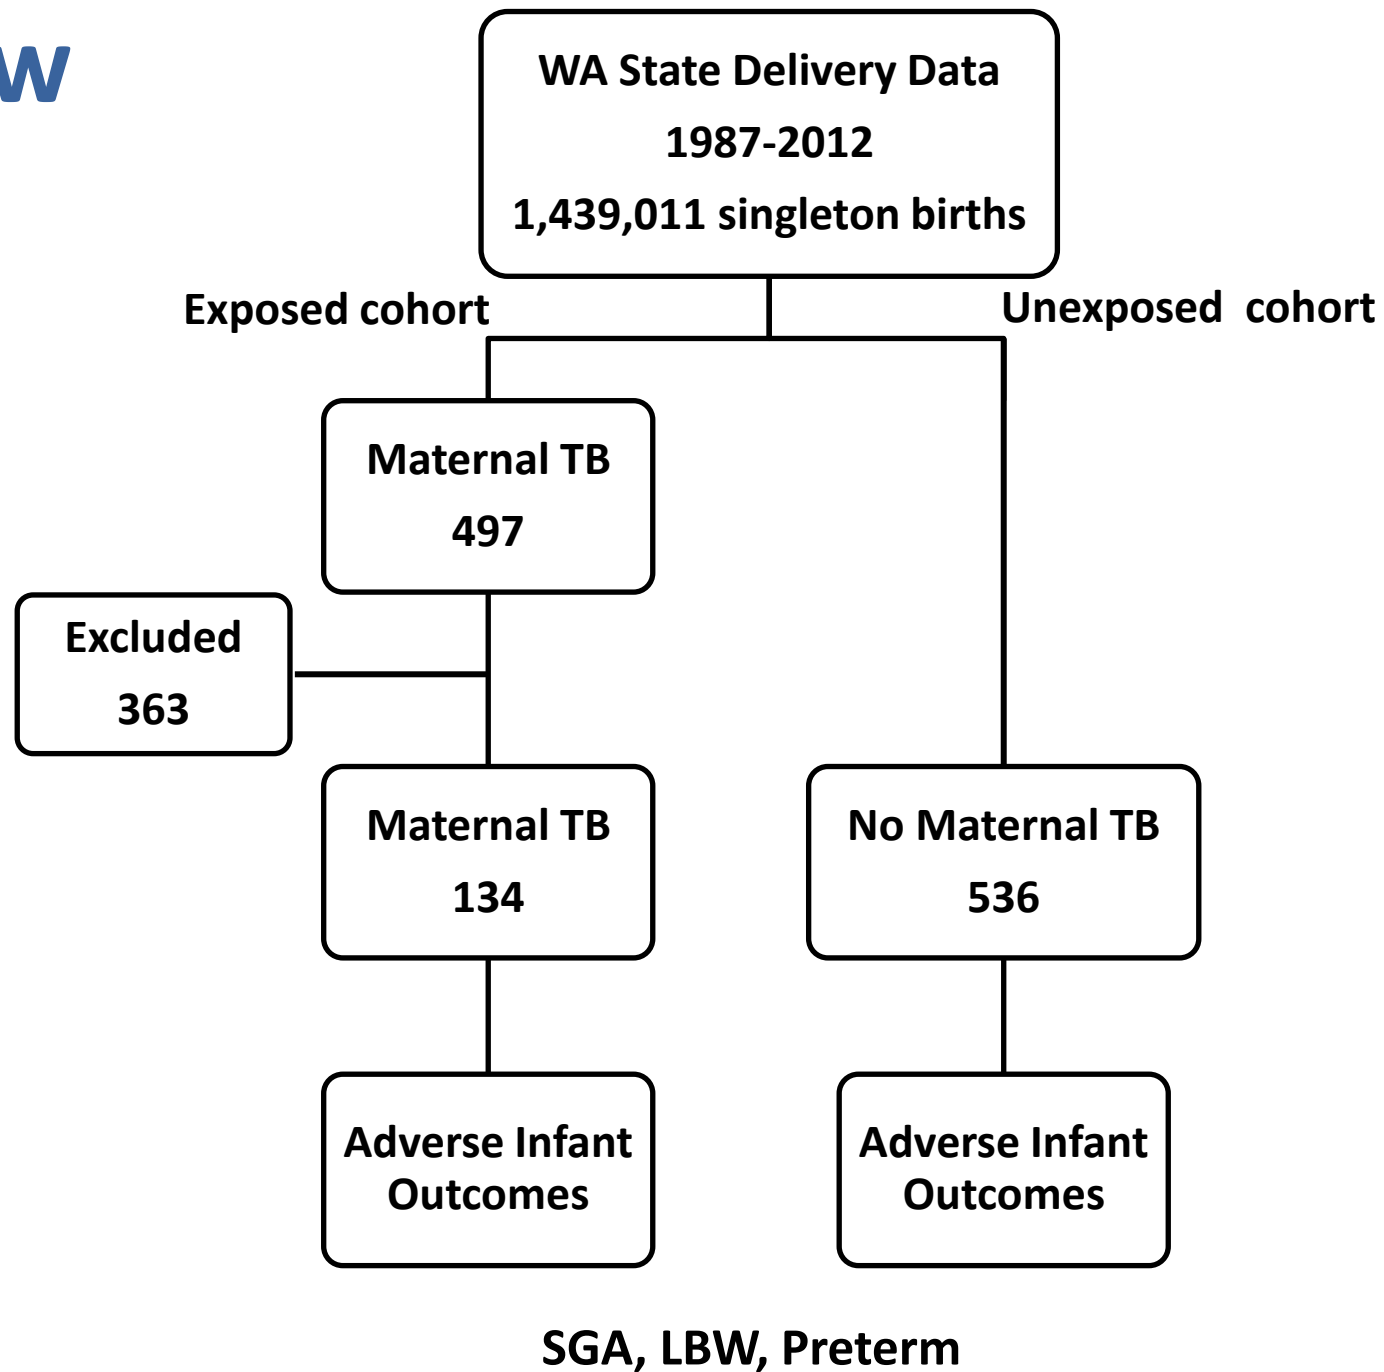 w
WA State Delivery Data
1987-2012
1,439,011 singleton births
Exposed cohort
Unexposed cohort
Maternal TB
497
Excluded
363
Maternal TB
134
No Maternal TB
536
Adverse Infant
Outcomes
Adverse Infant
Outcomes
SGA, LBW, Preterm